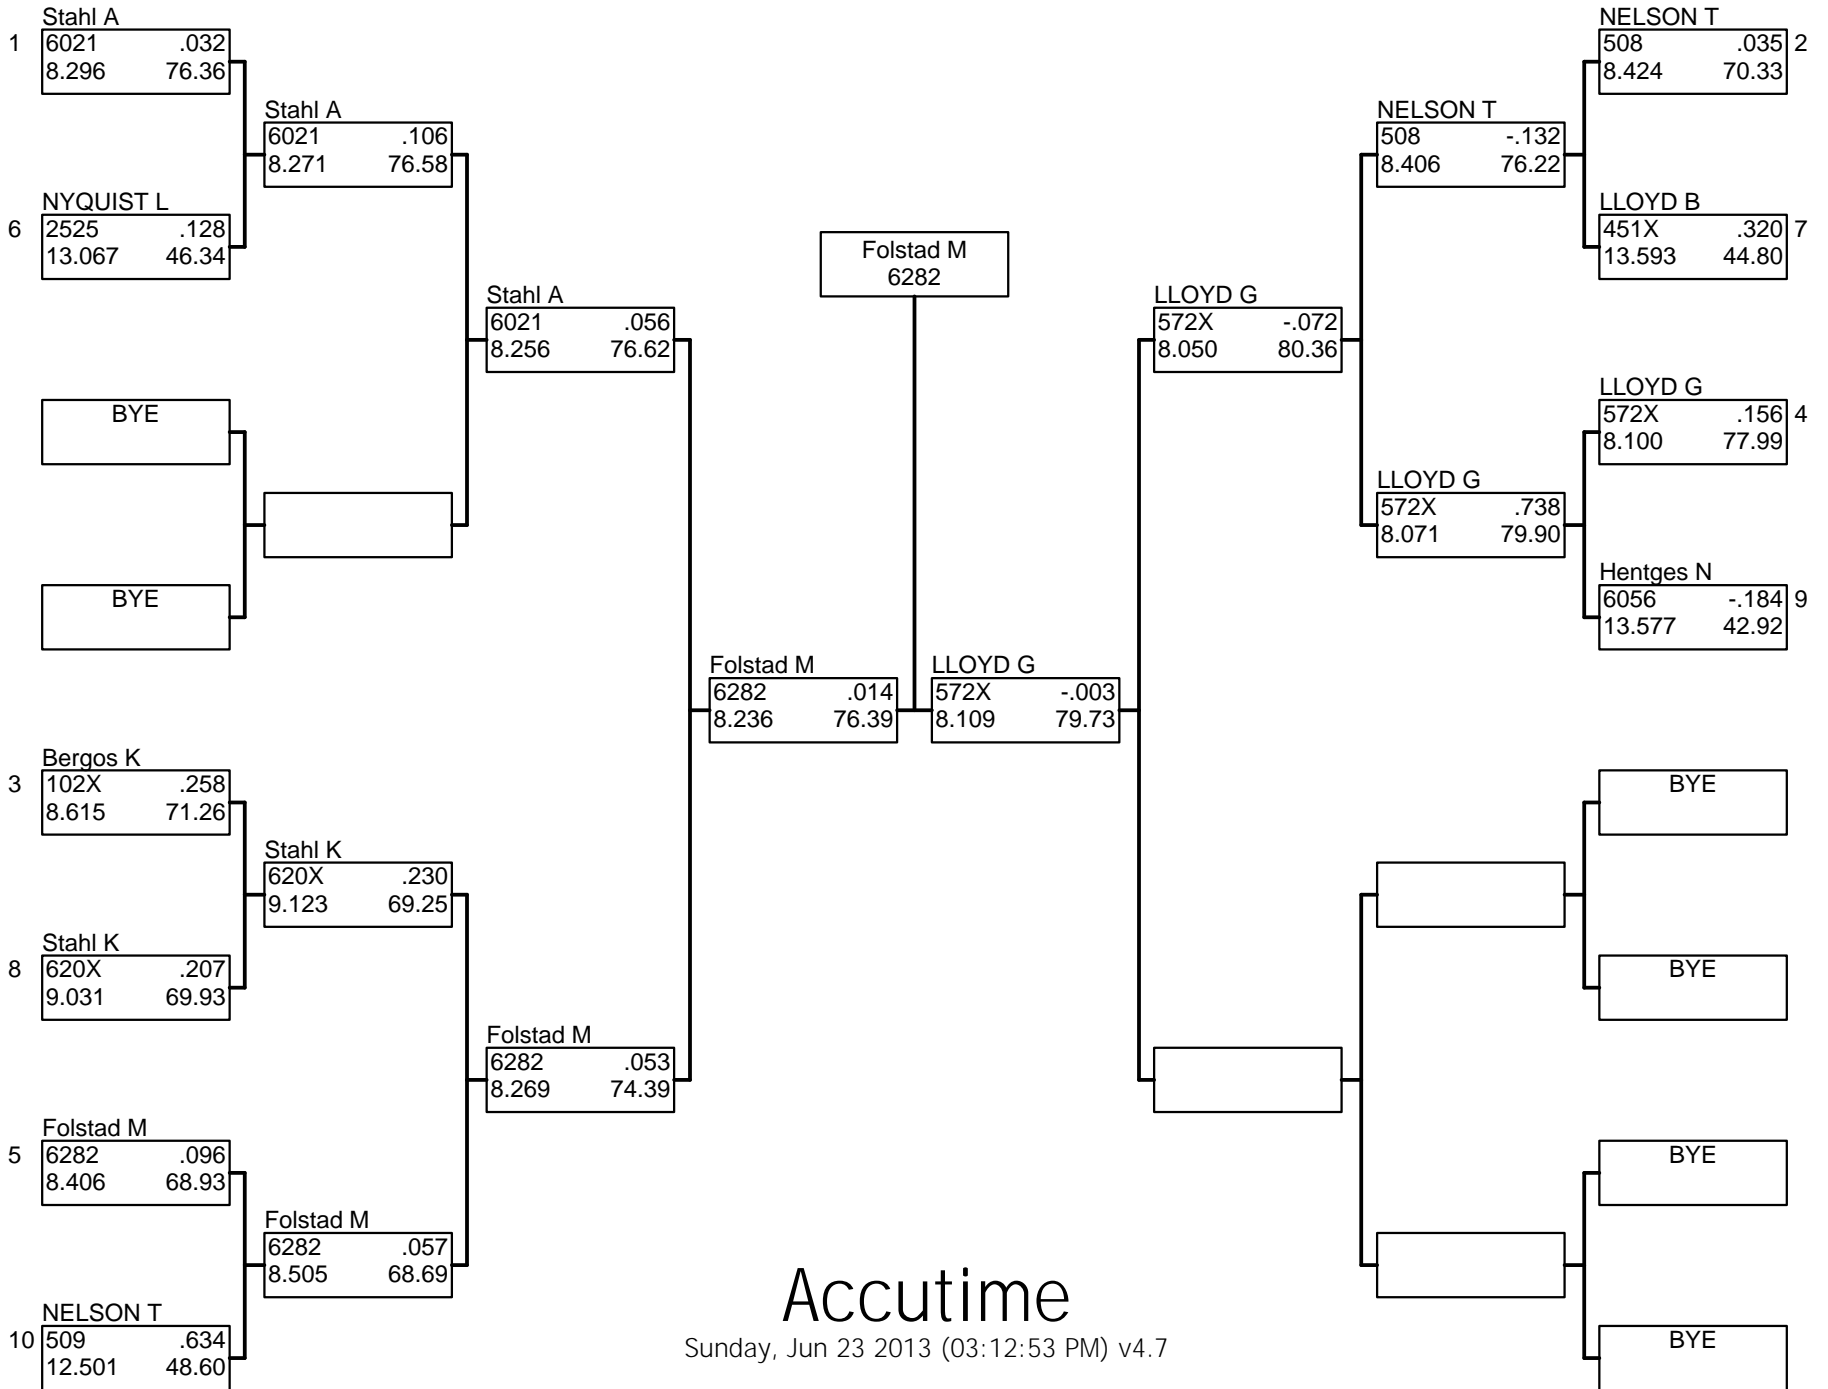 Stahl A
1 6021 .032
8.296 76.36
NYQUIST L
6 2525 .128
13.067 46.34
BYE
BYE
Bergos K
3 102X .258
8.615 71.26
Stahl K
8 620X .207
9.031 69.93
Folstad M
5 6282 .096
8.406 68.93
NELSON T
10 509 .634
12.501 48.60
Stahl A
6021 .106
8.271 76.58
Stahl K
620X .230
9.123 69.25
Folstad M
6282 .057
8.505 68.69
Stahl A
6021 .056
8.256 76.62
Folstad M
6282 .053
8.269 74.39
Folstad M
6282 .014
8.236 76.39
Folstad M
6282
LLOYD G
572X -.003
8.109 79.73
LLOYD G
572X -.072
8.050 80.36
NELSON T
508 -.132
8.406 76.22
LLOYD G
572X .738
8.071 79.90
NELSON T
508 .035 2
8.424 70.33
LLOYD B
451X .320 7
13.593 44.80
LLOYD G
572X .156 4
8.100 77.99
Hentges N
6056 -.184 9
13.577 42.92
BYE
BYE
BYE
BYE
Accutime
Sunday, Jun 23 2013 (03:12:53 PM) v4.7